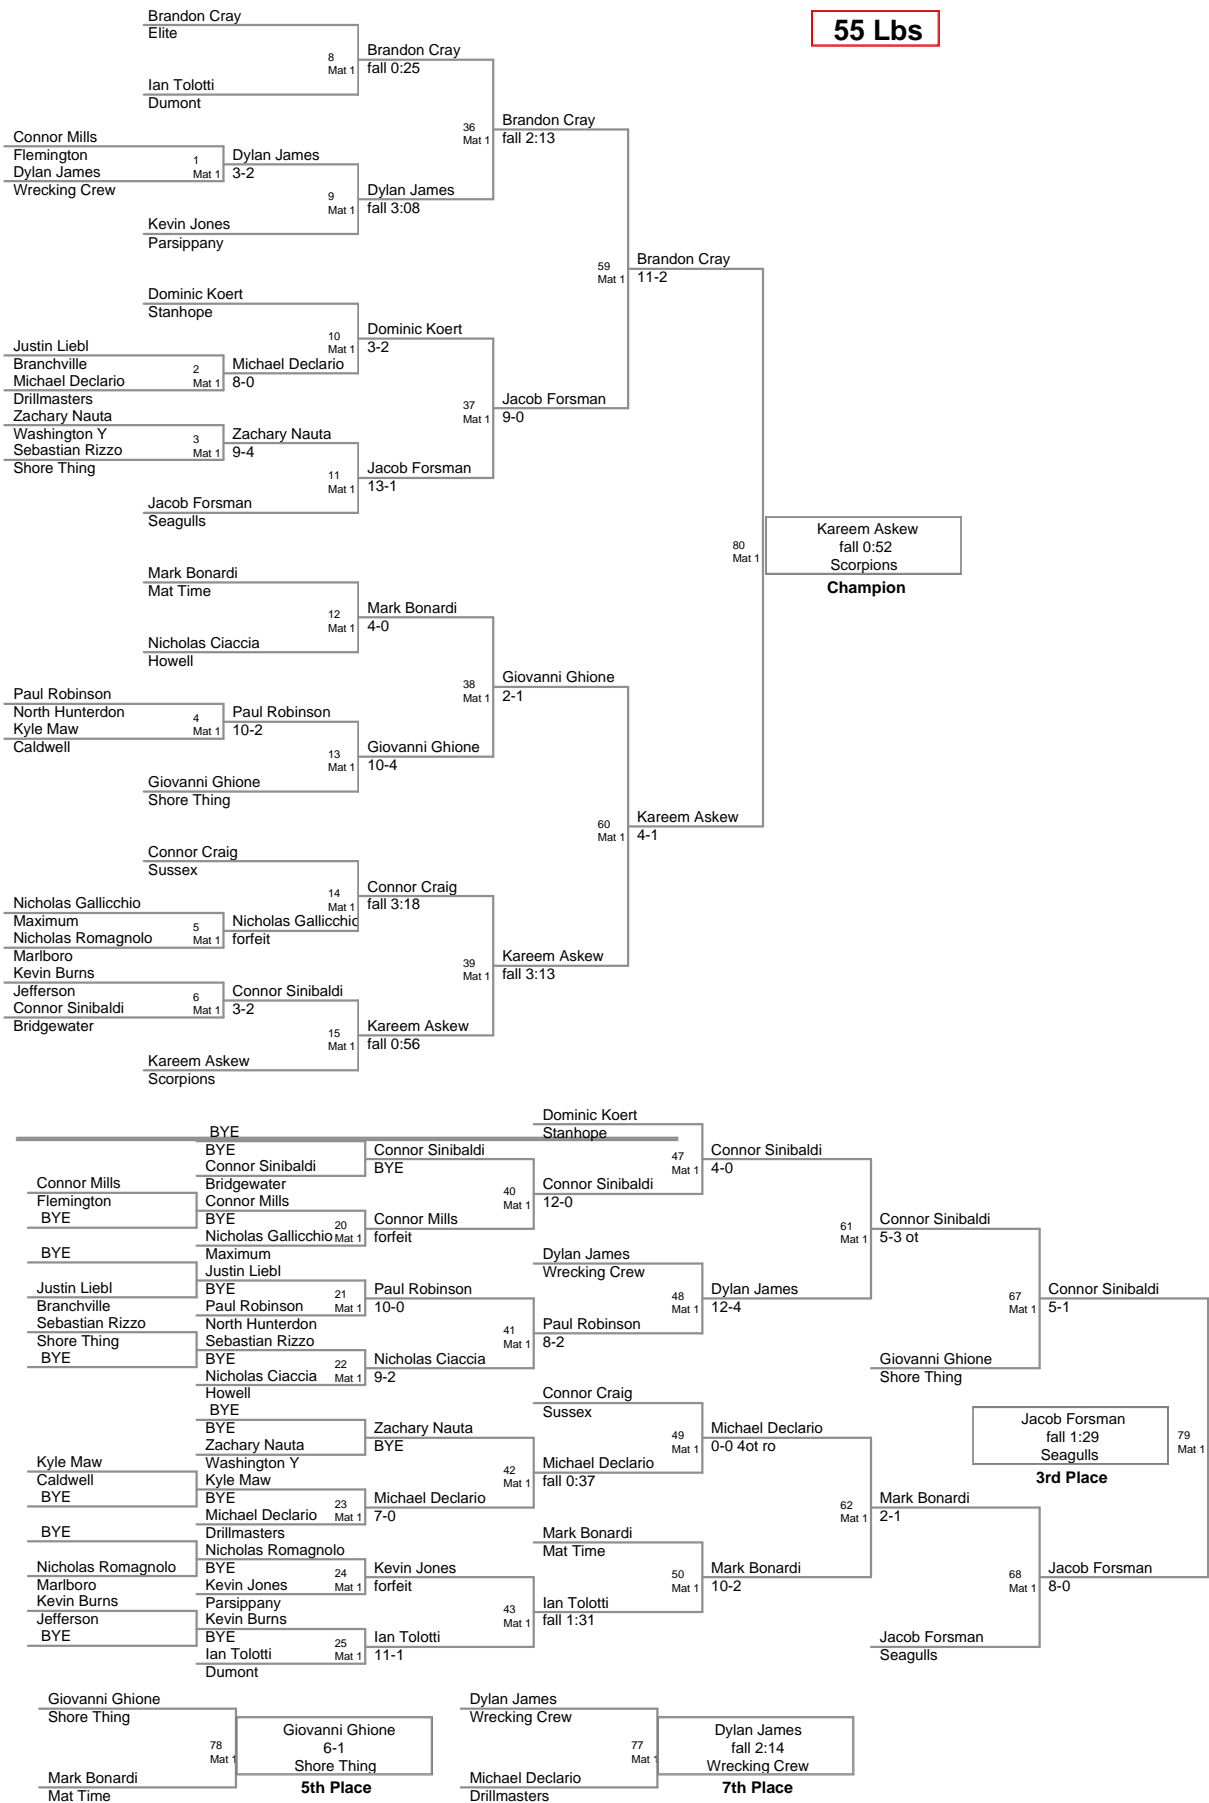 55 Lbs
Brandon Cray
Elite
8
Mat 1
Brandon Cray
fall 0:25
Ian Tolotti
Dumont
36
Mat 1
Brandon Cray
fall 2:13
Connor Mills
Flemington
1
Mat 1
Dylan James
Wrecking Crew
Dylan James
3-2
9
Mat 1
Dylan James
fall 3:08
Kevin Jones
Parsippany
59
Mat 1
Brandon Cray
11-2
Dominic Koert
Stanhope
10
Mat 1
Dominic Koert
3-2
Justin Liebl
Branchville
2
Mat 1
Michael Declario
Drillmasters
Michael Declario
8-0
37
Mat 1
Jacob Forsman
9-0
Zachary Nauta
Washington Y
3
Mat 1
Sebastian Rizzo
Shore Thing
Zachary Nauta
9-4
11
Mat 1
Jacob Forsman
13-1
Jacob Forsman
Seagulls
80
Mat 1
Kareem Askew
fall 0:52
Scorpions
Champion
Mark Bonardi
Mat Time
12
Mat 1
Mark Bonardi
4-0
Nicholas Ciaccia
Howell
38
Mat 1
Giovanni Ghione
2-1
Paul Robinson
North Hunterdon
4
Mat 1
Kyle Maw
Caldwell
Paul Robinson
10-2
13
Mat 1
Giovanni Ghione
10-4
Giovanni Ghione
Shore Thing
60
Mat 1
Kareem Askew
4-1
Connor Craig
Sussex
14
Mat 1
Connor Craig
fall 3:18
Nicholas Gallicchio
Maximum
5
Mat 1
Nicholas Romagnolo
Marlboro
Nicholas Gallicchio
forfeit
39
Mat 1
Kareem Askew
fall 3:13
Kevin Burns
Jefferson
6
Mat 1
Connor Sinibaldi
Bridgewater
Connor Sinibaldi
3-2
15
Mat 1
Kareem Askew
fall 0:56
Kareem Askew
Scorpions
Dominic Koert
Stanhope
BYE
BYE
Connor Sinibaldi
Bridgewater
Connor Sinibaldi
BYE
47
Mat 1
Connor Sinibaldi
4-0
Connor Mills
Flemington
BYE
Connor Mills
BYE
Nicholas Gallicchio
Maximum
20
Mat 1
Connor Mills
forfeit
40
Mat 1
Connor Sinibaldi
12-0
61
Mat 1
Connor Sinibaldi
5-3 ot
BYE
Justin Liebl
Branchville
Justin Liebl
BYE
Paul Robinson
North Hunterdon
21
Mat 1
Paul Robinson
10-0
Dylan James
Wrecking Crew
48
Mat 1
Dylan James
12-4
Sebastian Rizzo
Shore Thing
BYE
Sebastian Rizzo
BYE
Nicholas Ciaccia
Howell
22
Mat 1
Nicholas Ciaccia
9-2
41
Mat 1
Paul Robinson
8-2
67
Mat 1
Connor Sinibaldi
5-1
Giovanni Ghione
Shore Thing
BYE
BYE
Zachary Nauta
Washington Y
Zachary Nauta
BYE
Connor Craig
Sussex
49
Mat 1
Michael Declario
0-0 4ot ro
Jacob Forsman
fall 1:29
Seagulls
3rd Place
79
Mat 1
Kyle Maw
Caldwell
BYE
Kyle Maw
BYE
Michael Declario
Drillmasters
23
Mat 1
Michael Declario
7-0
42
Mat 1
Michael Declario
fall 0:37
62
Mat 1
Mark Bonardi
2-1
BYE
Nicholas Romagnolo
Marlboro
Nicholas Romagnolo
BYE
Kevin Jones
Parsippany
24
Mat 1
Kevin Jones
forfeit
Mark Bonardi
Mat Time
50
Mat 1
Mark Bonardi
10-2
68
Mat 1
Jacob Forsman
8-0
Kevin Burns
Jefferson
BYE
Kevin Burns
BYE
Ian Tolotti
Dumont
25
Mat 1
Ian Tolotti
11-1
43
Mat 1
Ian Tolotti
fall 1:31
Jacob Forsman
Seagulls
Giovanni Ghione
Shore Thing
78
Mat 1
Mark Bonardi
Mat Time
Giovanni Ghione
6-1
Shore Thing
5th Place
Dylan James
Wrecking Crew
77
Mat 1
Michael Declario
Drillmasters
Dylan James
fall 2:14
Wrecking Crew
7th Place